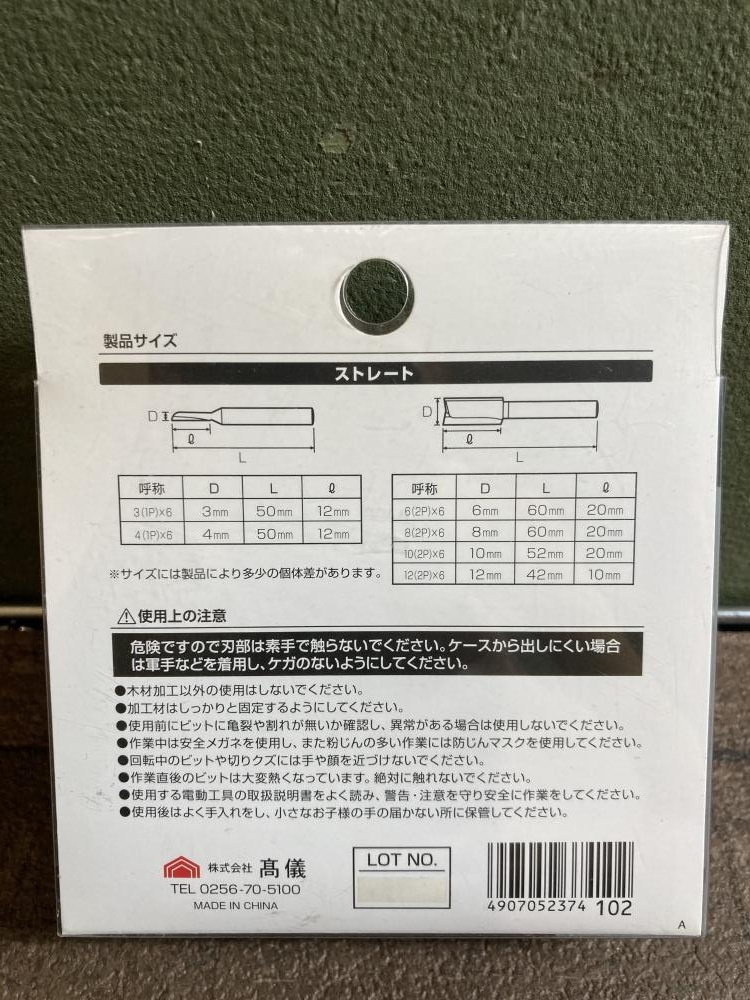 製品サイズ
ストレート
D
ℓ
L
D
ℓ
L
呼称 D L ℓ
3(1P)×6 3mm 50mm 12mm
4(1P)×6 4mm 50mm 12mm
呼称 D L ℓ
6(2P)×6 6mm 60mm 20mm
8(2P)×6 8mm 60mm 20mm
10(2P)×6 10mm 52mm 20mm
12(2P)×6 12mm 42mm 10mm
※サイズには製品により多少の個体差があります。
⚠使用上の注意
危険ですので刃部は素手で触らないでください。ケースから出しにくい場合
は軍手などを着用し、ケガのないようにしてください。
●木材加工以外の使用はしないでください。
●加工材はしっかりと固定するようにしてください。
●使用前にビットに亀裂や割れが無いか確認し、異常がある場合は使用しないでください。
●作業中は安全メガネを使用し、また粉じんの多い作業には防じんマスクを使用してください。
●回転中のビットや切りクズには手や顔を近づけないでください。
●作業直後のビットは大変熱くなっています。絶対に触れないでください。
●使用する電動工具の取扱説明書をよく読み、警告・注意を守り安全に作業をしてください。
●使用後はよく手入れをし、小さなお子様の手の届かない所に保管してください。
株式会社 髙儀
TEL 0256-70-5100
MADE IN CHINA
LOT NO.
4907052374 102
A